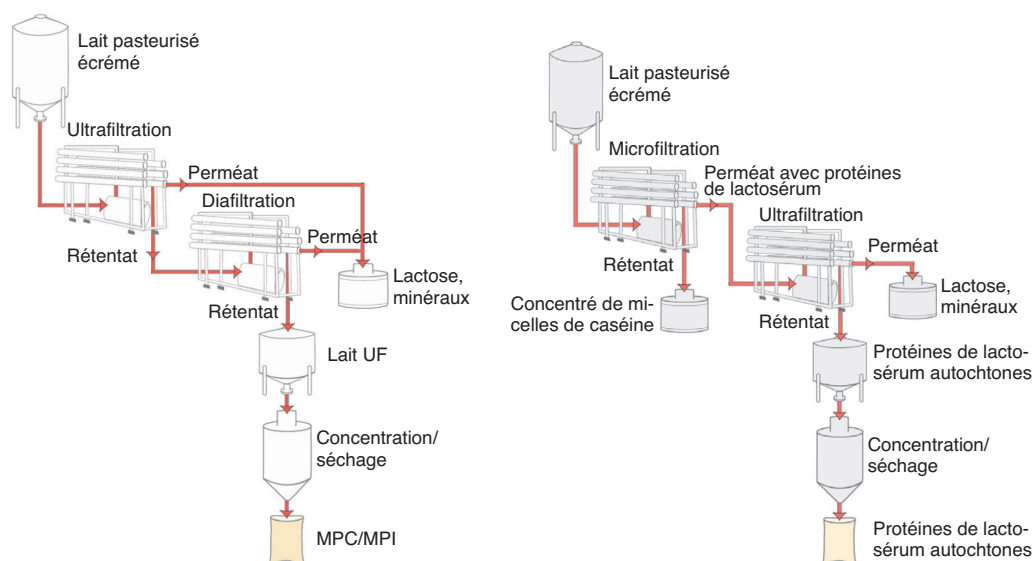 Lait pasteurisé
écrémé
Ultrafiltration
Perméat
Diafiltration
Perméat
Rétentat
Lactose,
minéraux
Rétentat
Lait UF
Concentration/
séchage
MPC/MPI
Lait pasteurisé
écrémé
Microfiltration
Perméat avec protéines
de lactosérum
Ultrafiltration
Perméat
Rétentat
Lactose,
minéraux
Concentré de mi-
celles de caséine
Rétentat
Protéines de lacto-
sérum autochtones
Concentration/
séchage
Protéines de lacto-
sérum autochtones